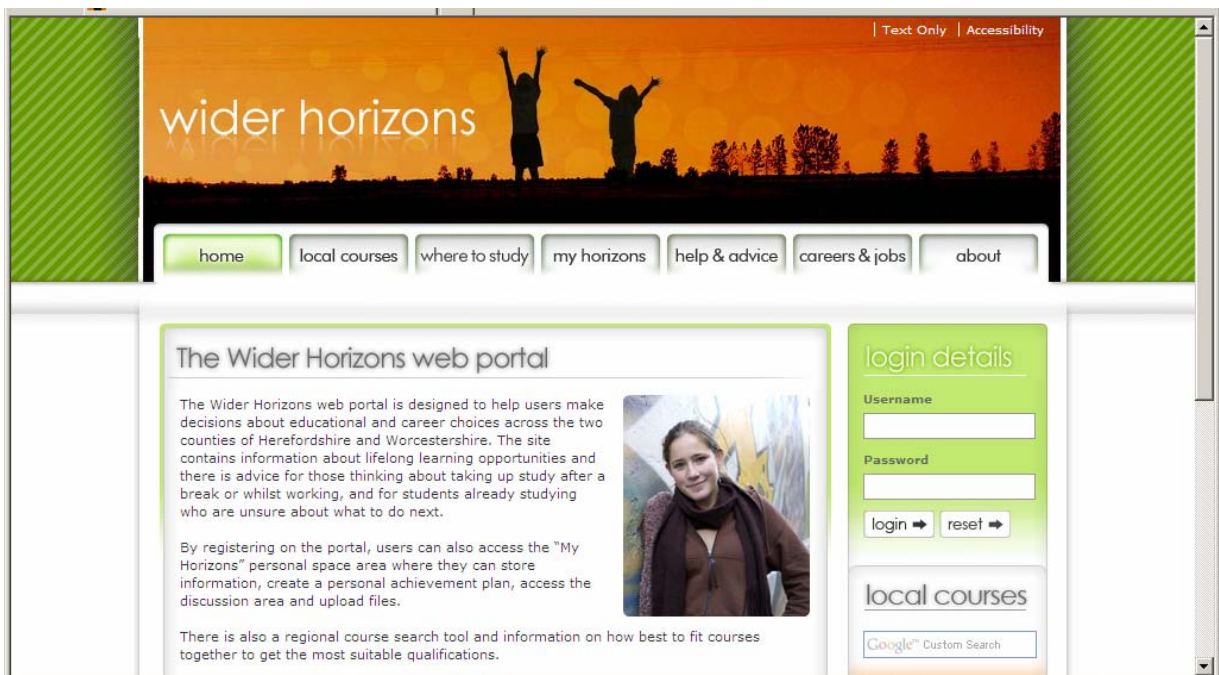 Text Only | Accessibility
wider horizons
home
local courses
where to study
my horizons
help & advice
careers & jobs
about
The Wider Horizons web portal
The Wider Horizons web portal is designed to help users make
decisions about educational and career choices across the two
counties of Herefordshire and Worcestershire. The site
contains information about lifelong learning opportunities and
there is advice for those thinking about taking up study after a
break or whilst working, and for students already studying
who are unsure about what to do next.
By registering on the portal, users can also access the “My
Horizons” personal space area where they can store
information, create a personal achievement plan, access the
discussion area and upload files.
There is also a regional course search tool and information on how best to fit courses
together to get the most suitable qualifications.
login details
Username
Password
login
reset
local courses
Google™ Custom Search